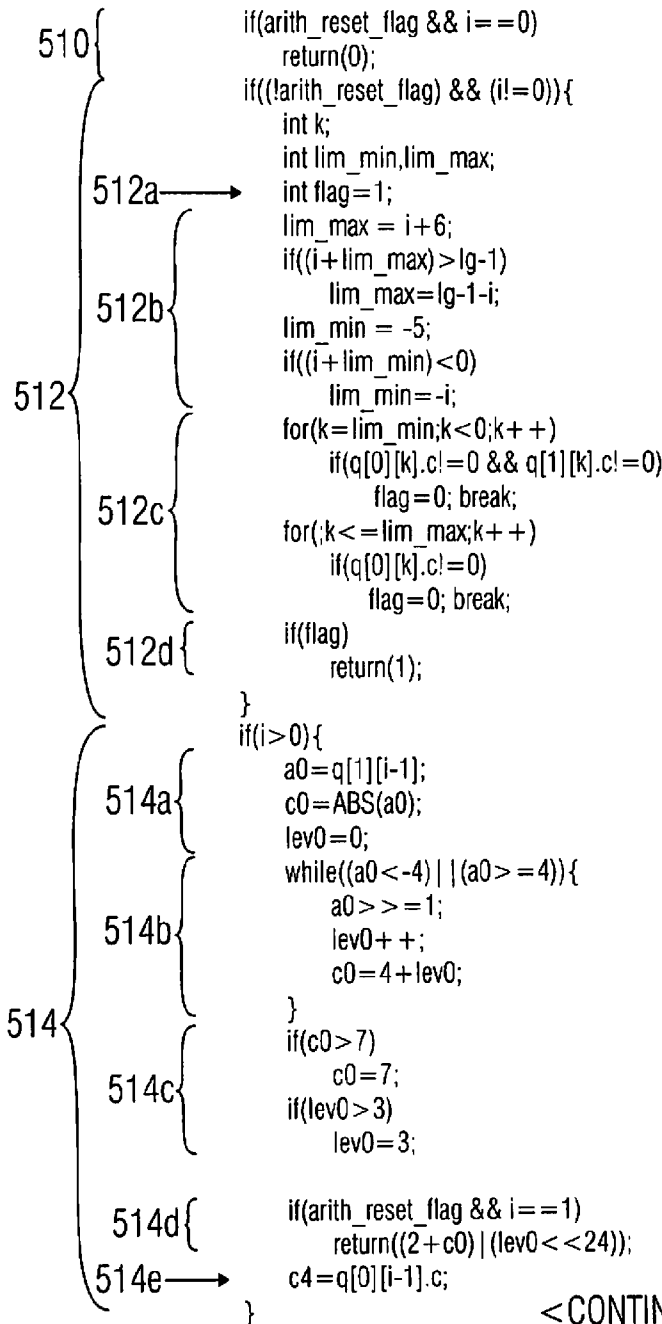 510{ if(arith_reset_flag && i==0)
return(0);
if((!arith_reset_flag) && (i!=0)){
int k;
int lim_min,lim_max;
512a int flag=1;
lim_max = i+6;
if((i+lim_max)>lg-1)
512b{ lim_max=lg-1-i;
lim_min = -5;
if((i+lim_min)<0)
512{ lim_min=-i;
for(k=lim_min;k<0;k++)
if(q[0][k].c!=0 && q[1][k].c!=0)
512c{ flag=0; break;
for(;k<=lim_max;k++)
if(q[0][k].c!=0)
flag=0; break;
512d{ if(flag)
return(1);
}
if(i>0){
a0=q[1][i-1];
514a{ c0=ABS(a0);
lev0=0;
while((a0<-4)||(a0>=4)){
a0>>=1;
514b{ lev0++;
c0=4+lev0;
}
514{ if(c0>7)
c0=7;
514c{ if(lev0>3)
lev0=3;
514d{ if(arith_reset_flag && i==1)
return((2+c0)|(lev0<<24));
514e c4=q[0][i-1].c;
} <CONTIN